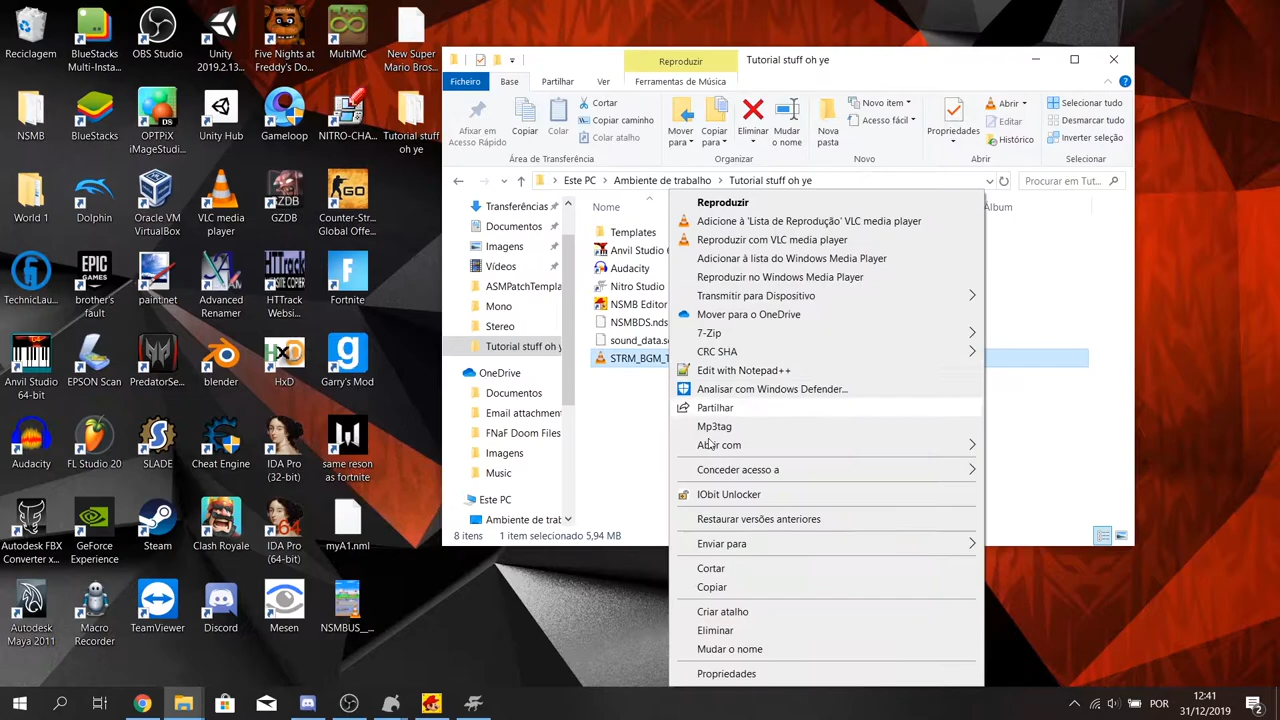 Reciclagem
BlueStacks
Multi-Insta...
OBS Studio
Unity
2019.2.13...
Five Nights at
Freddy's Do...
MultiMC
New Super
Mario Bros...
NSMB
BlueStacks
OPTPiX
iMageStudi...
Unity Hub
Gameloop
NITRO-CHA...
Tutorial stuff
oh ye
World 1
Dolphin
Oracle VM
VirtualBox
VLC media
player
GZDB
Counter-Str...
Global Offe...
TechnicLau...
brother's
fault
paintinet
Advanced
Renamer
HTTrack
Websi...
Fortnite
Anvil Studio
EPSON Scan
PredatorSe...
blender
HxD
Garry's Mod
Audacity
FL Studio 20
SLADE
Cheat Engine
IDA Pro
(32-bit)
same reson
as fortnite
Autodesk FBX
Converter x...
GeForce
Experience
Steam
Clash Royale
IDA Pro
(64-bit)
myA1.nml
Autodesk
Maya 2011
Macro
Recorder
TeamViewer
Discord
Mesen
NSMBUS__...
Reproduzir
Tutorial stuff oh ye
Ficheiro
Base
Partilhar
Ver
Ferramentas de Música
Afixar em
Acesso Rápido
Copiar
Colar
Cortar
Copiar caminho
Colar atalho
Área de Transferência
Mover
para
Copiar
para
Eliminar
Mudar
o nome
Organizar
Nova
pasta
Novo item
Acesso fácil
Novo
Propriedades
Abrir
Editar
Histórico
Abrir
Selecionar tudo
Desmarcar tudo
Inverter seleção
Selecionar
Este PC > Ambiente de trabalho > Tutorial stuff oh ye
Procurar em Tut...
Transferências
Documentos
Imagens
Vídeos
ASMPatchTempla
Mono
Stereo
Tutorial stuff oh y
OneDrive
Documentos
Email attachmen
FNaF Doom Files
Imagens
Music
Este PC
Ambiente de trab
Nome
Álbum
Templates
Anvil Studio
Audacity
Nitro Studio
NSMB Editor
NSMBDS.nds
sound_data.s
STRM_BGM_T
8 itens
1 item selecionado 5,94 MB
Reproduzir
Adicione à 'Lista de Reprodução' VLC media player
Reproduzir com VLC media player
Adicionar à lista do Windows Media Player
Reproduzir no Windows Media Player
Transmitir para Dispositivo
Mover para o OneDrive
7-Zip
CRC SHA
Edit with Notepad++
Analisar com Windows Defender...
Partilhar
Mp3tag
Abrir com
Conceder acesso a
IObit Unlocker
Restaurar versões anteriores
Enviar para
Cortar
Copiar
Criar atalho
Eliminar
Mudar o nome
Propriedades
POR
12:41
31/12/2019
2